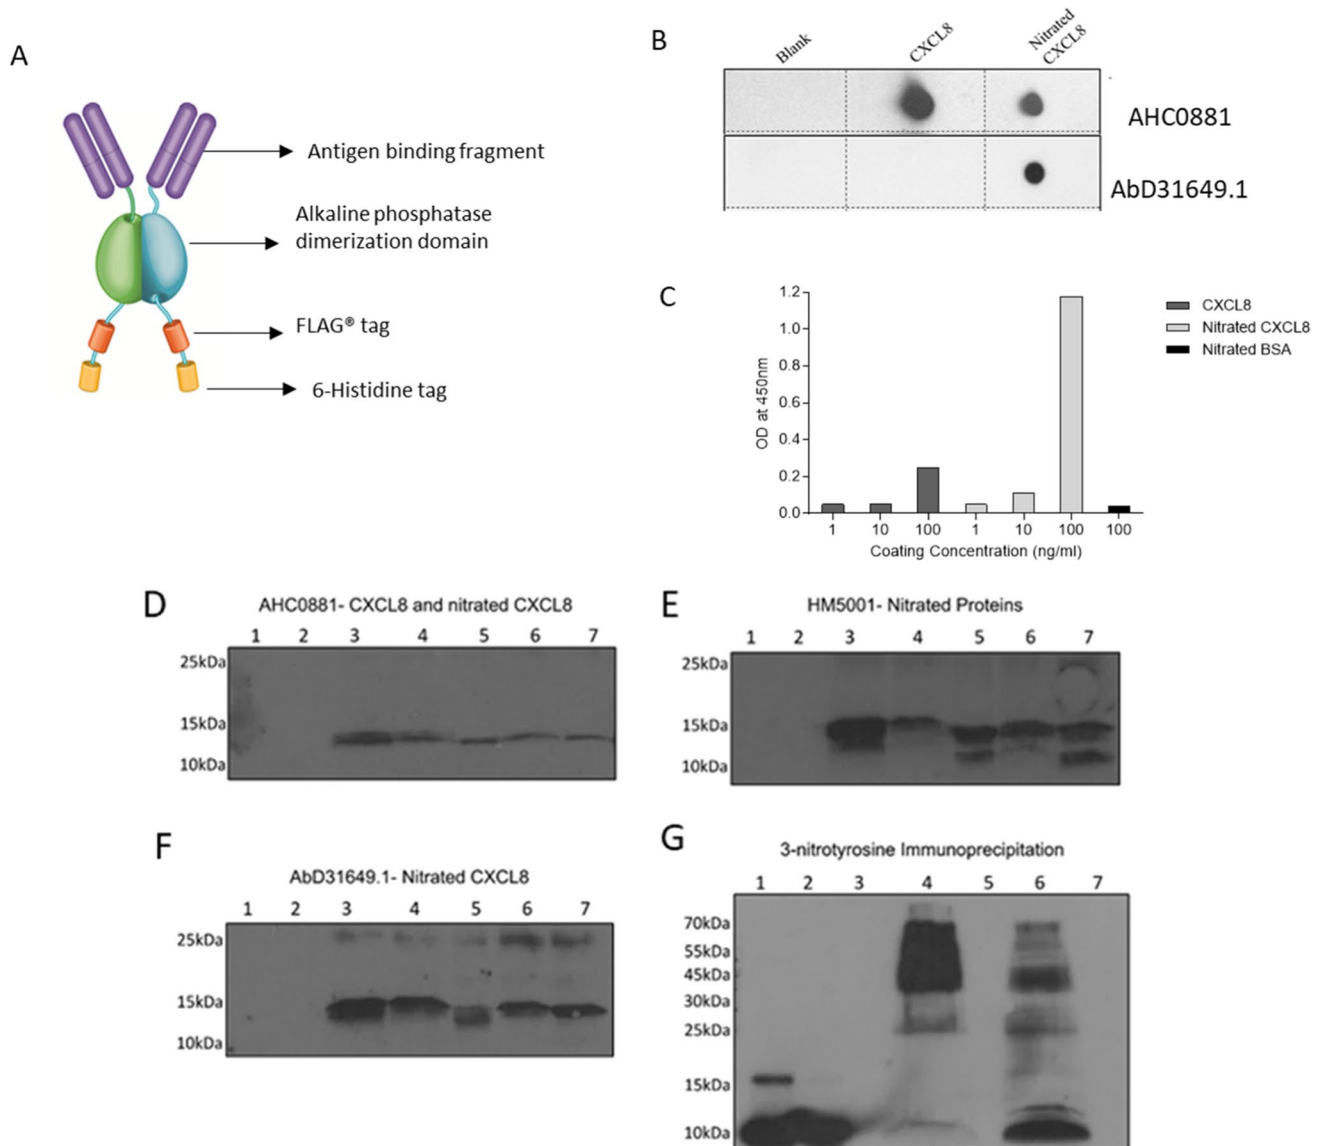 A
Antigen binding fragment
Alkaline phosphatase
dimerization domain
FLAG® tag
6-Histidine tag
B
Blank
CXCL8
Nitrated
CXCL8
AHC0881
AbD31649.1
C
1.2
1.0
0.8
0.6
0.4
0.2
0.0
OD at 450nm
1 10 100 1 10 100 100
Coating Concentration (ng/ml)
CXCL8
Nitrated CXCL8
Nitrated BSA
D
AHC0881- CXCL8 and nitrated CXCL8
1 2 3 4 5 6 7
25kDa
15kDa
10kDa
E
HM5001- Nitrated Proteins
1 2 3 4 5 6 7
25kDa
15kDa
10kDa
F
AbD31649.1- Nitrated CXCL8
1 2 3 4 5 6 7
25kDa
15kDa
10kDa
G
3-nitrotyrosine Immunoprecipitation
1 2 3 4 5 6 7
70kDa
55kDa
45kDa
30kDa
25kDa
15kDa
10kDa